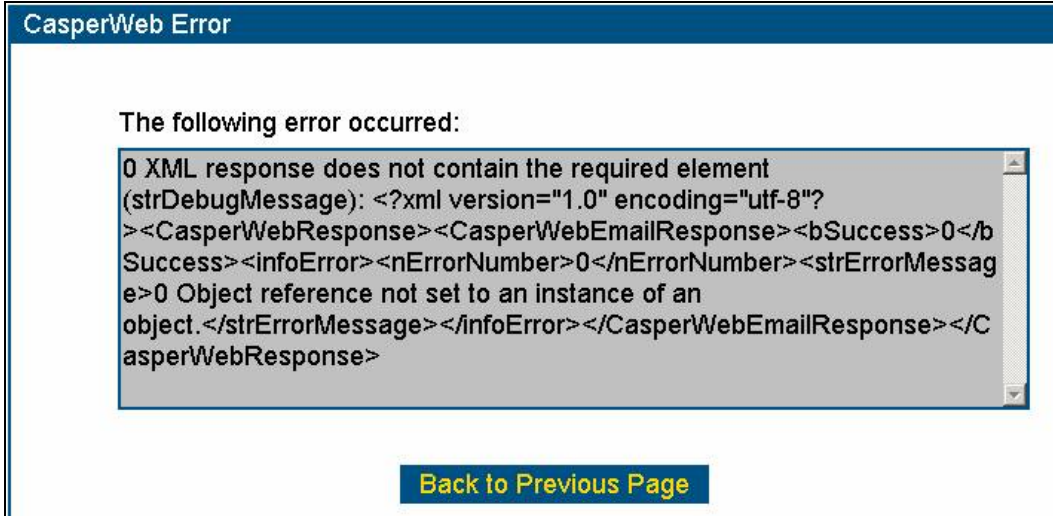 CasperWeb Error
The following error occurred:
0 XML response does not contain the required element
(strDebugMessage): <?xml version="1.0" encoding="utf-8"?
><CasperWebResponse><CasperWebEmailResponse><bSuccess>0</b
Success><infoError><nErrorNumber>0</nErrorNumber><strErrorMessag
e>0 Object reference not set to an instance of an
object.</strErrorMessage></infoError></CasperWebEmailResponse></C
asperWebResponse>
Back to Previous Page